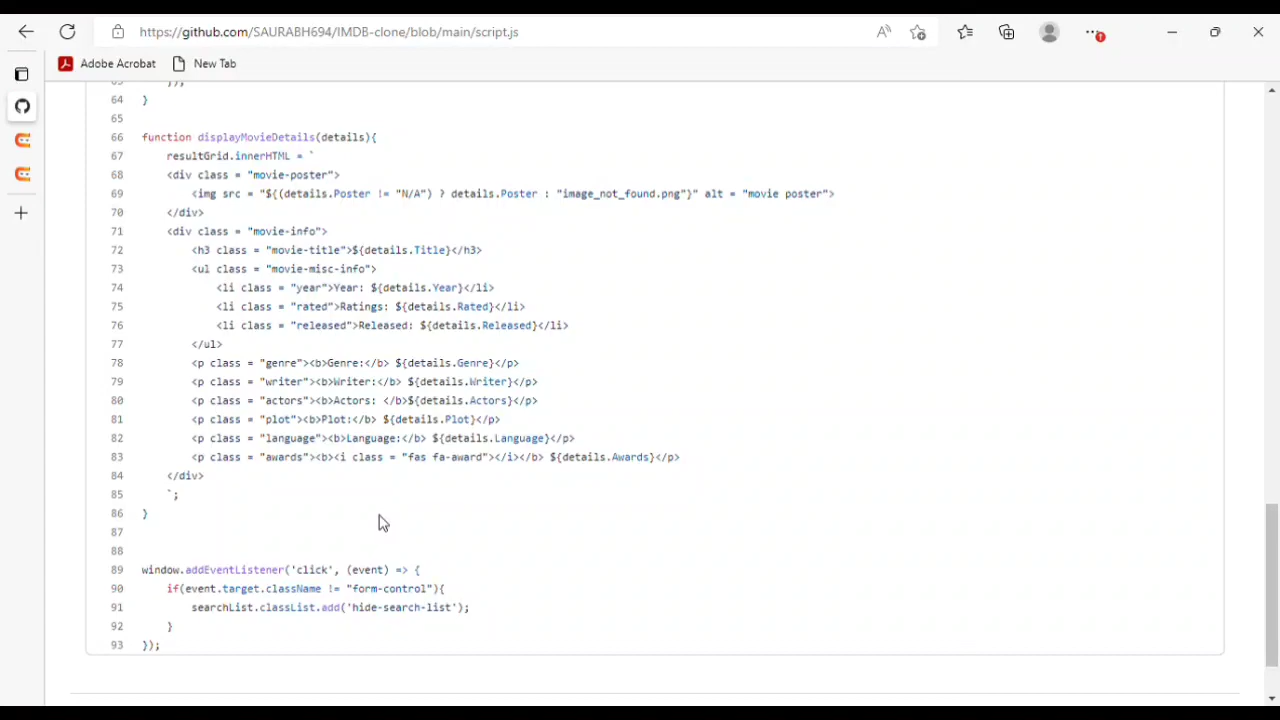 https://github.com/SAURABH694/IMDB-clone/blob/main/script.js
Adobe Acrobat New Tab
64 }
65
66 function displayMovieDetails(details){
67 resultGrid.innerHTML = `
68 <div class = "movie-poster">
69 <img src = "${(details.Poster != "N/A") ? details.Poster : "image_not_found.png"}" alt = "movie poster">
70 </div>
71 <div class = "movie-info">
72 <h3 class = "movie-title">${details.Title}</h3>
73 <ul class = "movie-misc-info">
74 <li class = "year">Year: ${details.Year}</li>
75 <li class = "rated">Ratings: ${details.Rated}</li>
76 <li class = "released">Released: ${details.Released}</li>
77 </ul>
78 <p class = "genre"><b>Genre:</b> ${details.Genre}</p>
79 <p class = "writer"><b>Writer:</b> ${details.Writer}</p>
80 <p class = "actors"><b>Actors: </b>${details.Actors}</p>
81 <p class = "plot"><b>Plot:</b> ${details.Plot}</p>
82 <p class = "language"><b>Language:</b> ${details.Language}</p>
83 <p class = "awards"><b><i class = "fas fa-award"></i></b> ${details.Awards}</p>
84 </div>
85 `;
86 }
87
88
89 window.addEventListener('click', (event) => {
90 if(event.target.className != "form-control"){
91 searchList.classList.add('hide-search-list');
92 }
93 });